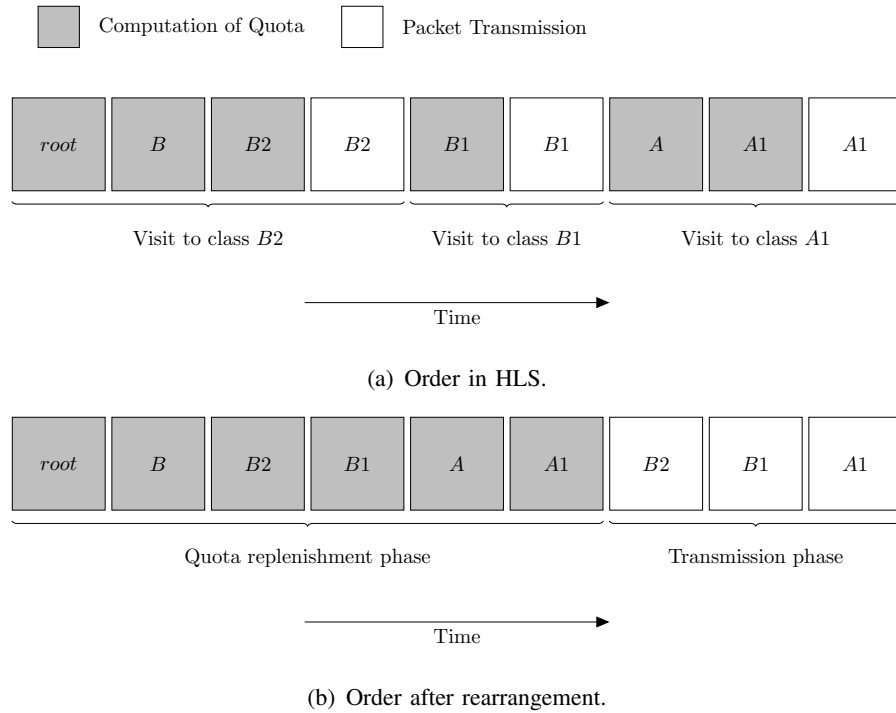 Computation of Quota Packet Transmission
root B B2 B2 B1 B1 A A1 A1
Visit to class B2 Visit to class B1 Visit to class A1
Time
(a) Order in HLS.
root B B2 B1 A A1 B2 B1 A1
Quota replenishment phase Transmission phase
Time
(b) Order after rearrangement.